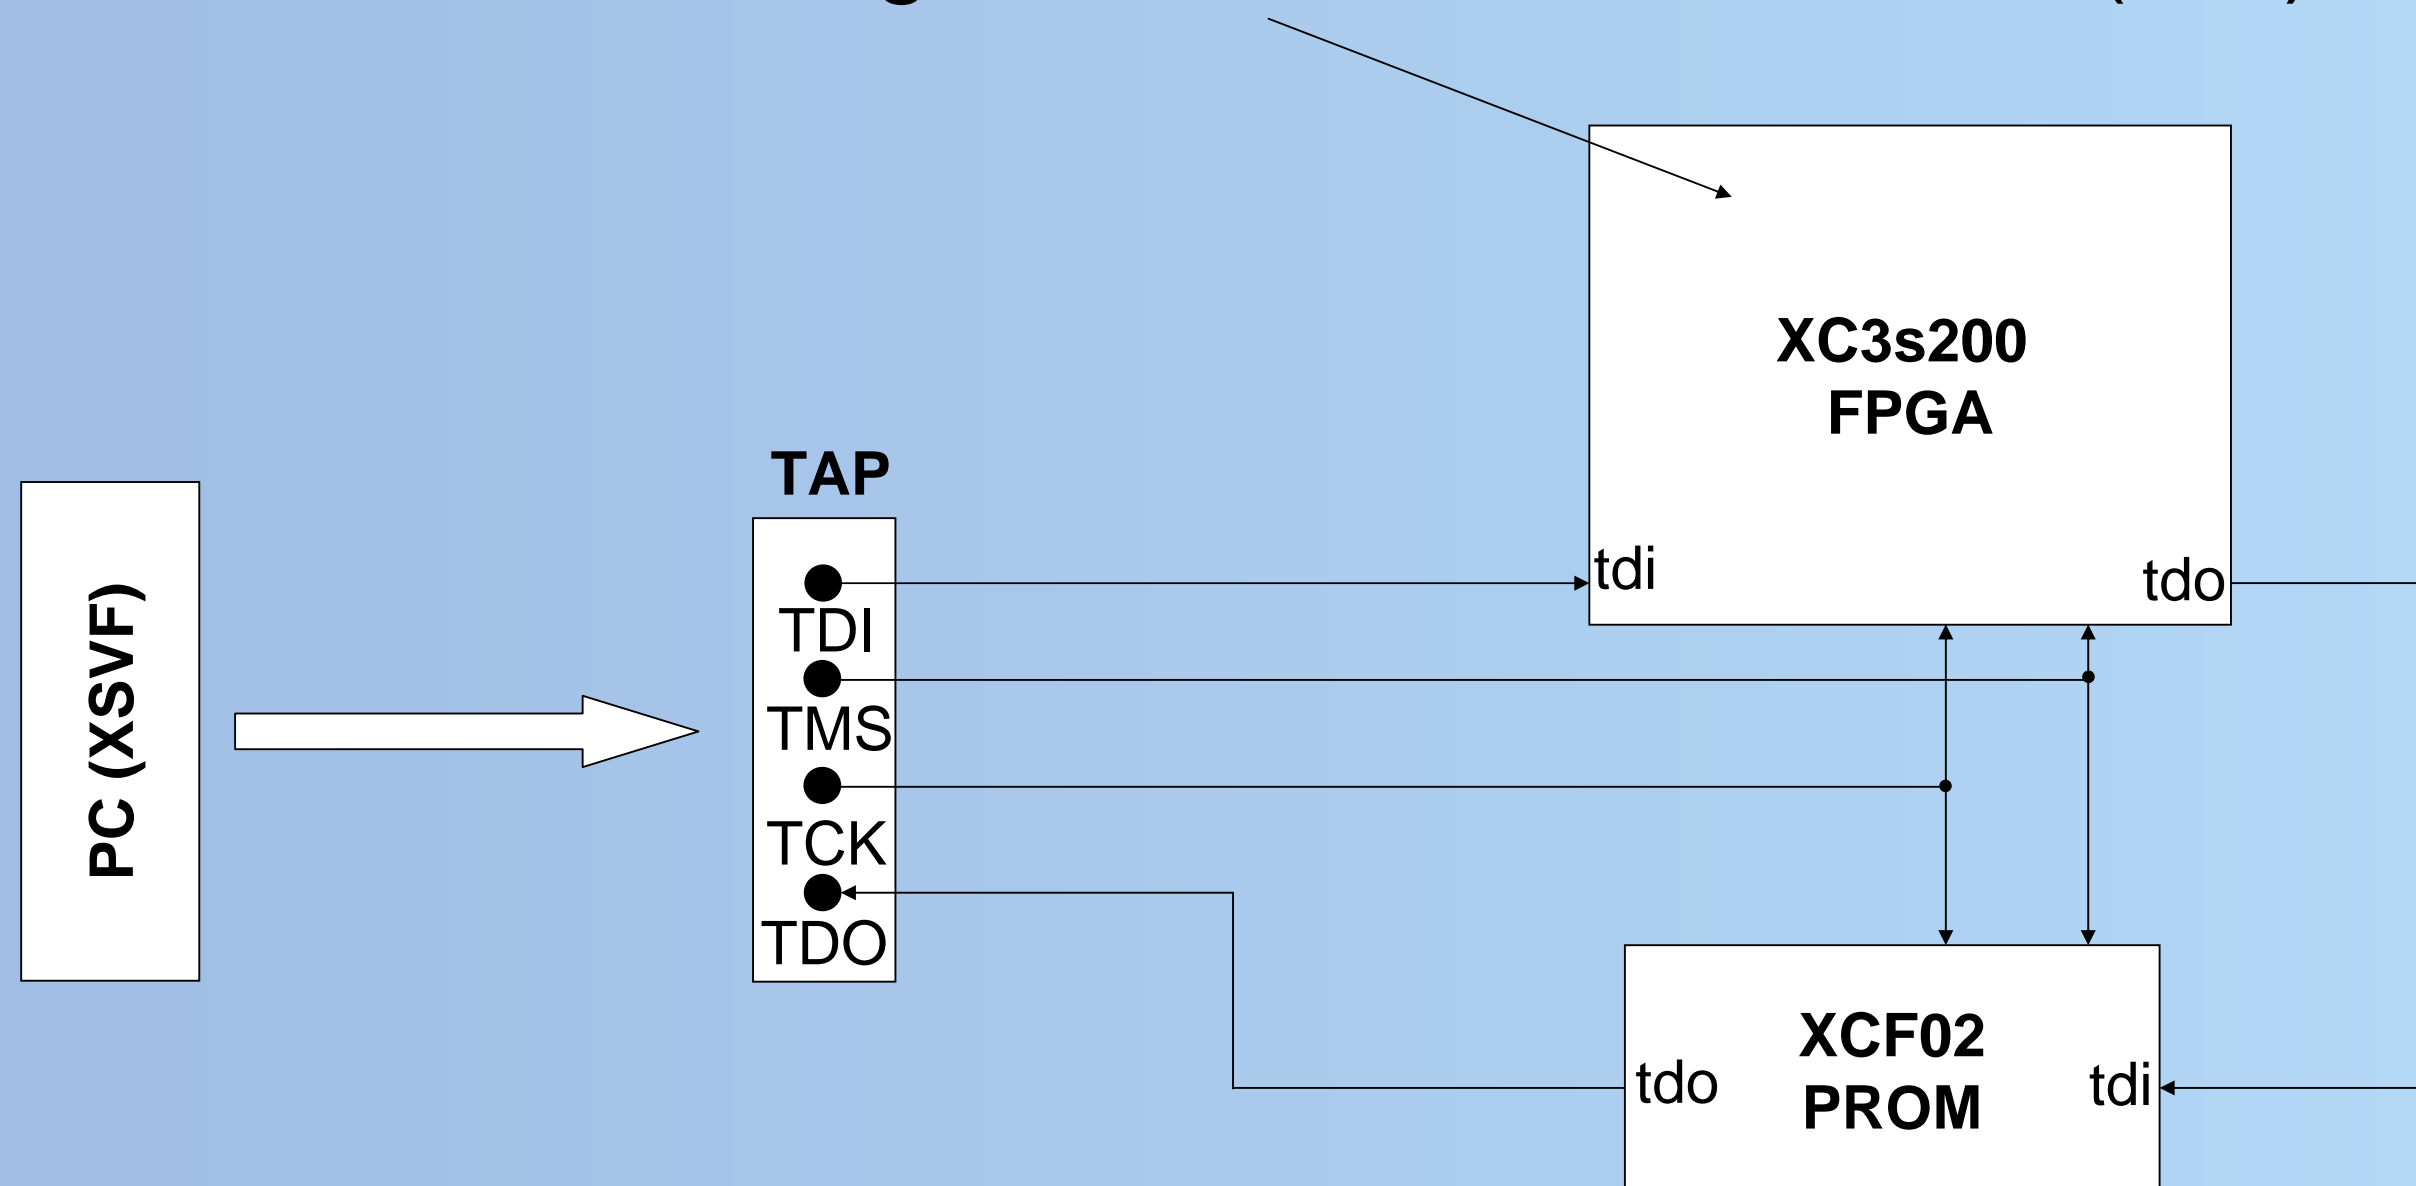 XC3s200
FPGA
TAP
tdi
tdo
PC (XSVF)
TDI
TMS
TCK
TDO
XCF02
PROM
tdo
tdi